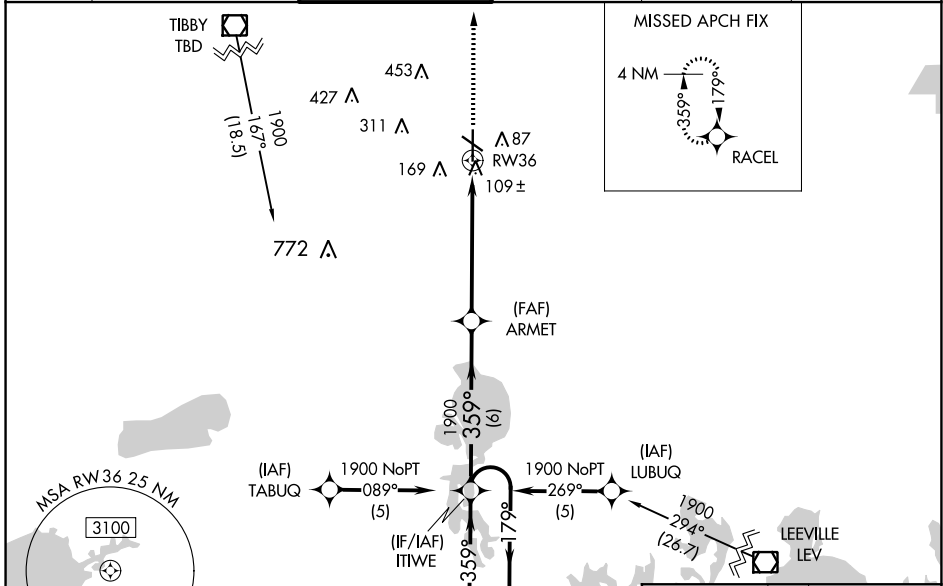 TIBBY
TBD
1900
167°
(18.5)
453
427
311
87
RW36
169
109±
772
MISSED APCH FIX
4 NM
359°
179°
RACEL
(FAF)
ARMET
1900
359°
(6)
(IAF)
TABUQ
1900 NoPT
089°
(5)
1900 NoPT
269°
(5)
(IAF)
LUBUQ
(IF/IAF)
ITIWE
359°
179°
1900
294°
(26.7)
LEEVILLE
LEV
MSA RW36 25 NM
3100